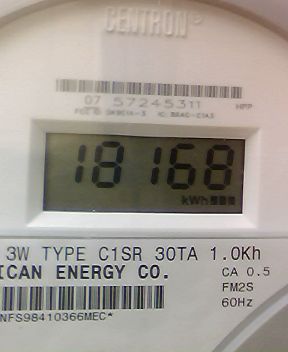 CENTRON®
07 57245311 HPP
18168
kWh
3W TYPE C1SR 30TA 1.0Kh
ICAN ENERGY CO. CA 0.5
FM2S
60Hz
NFS98410366MEC*